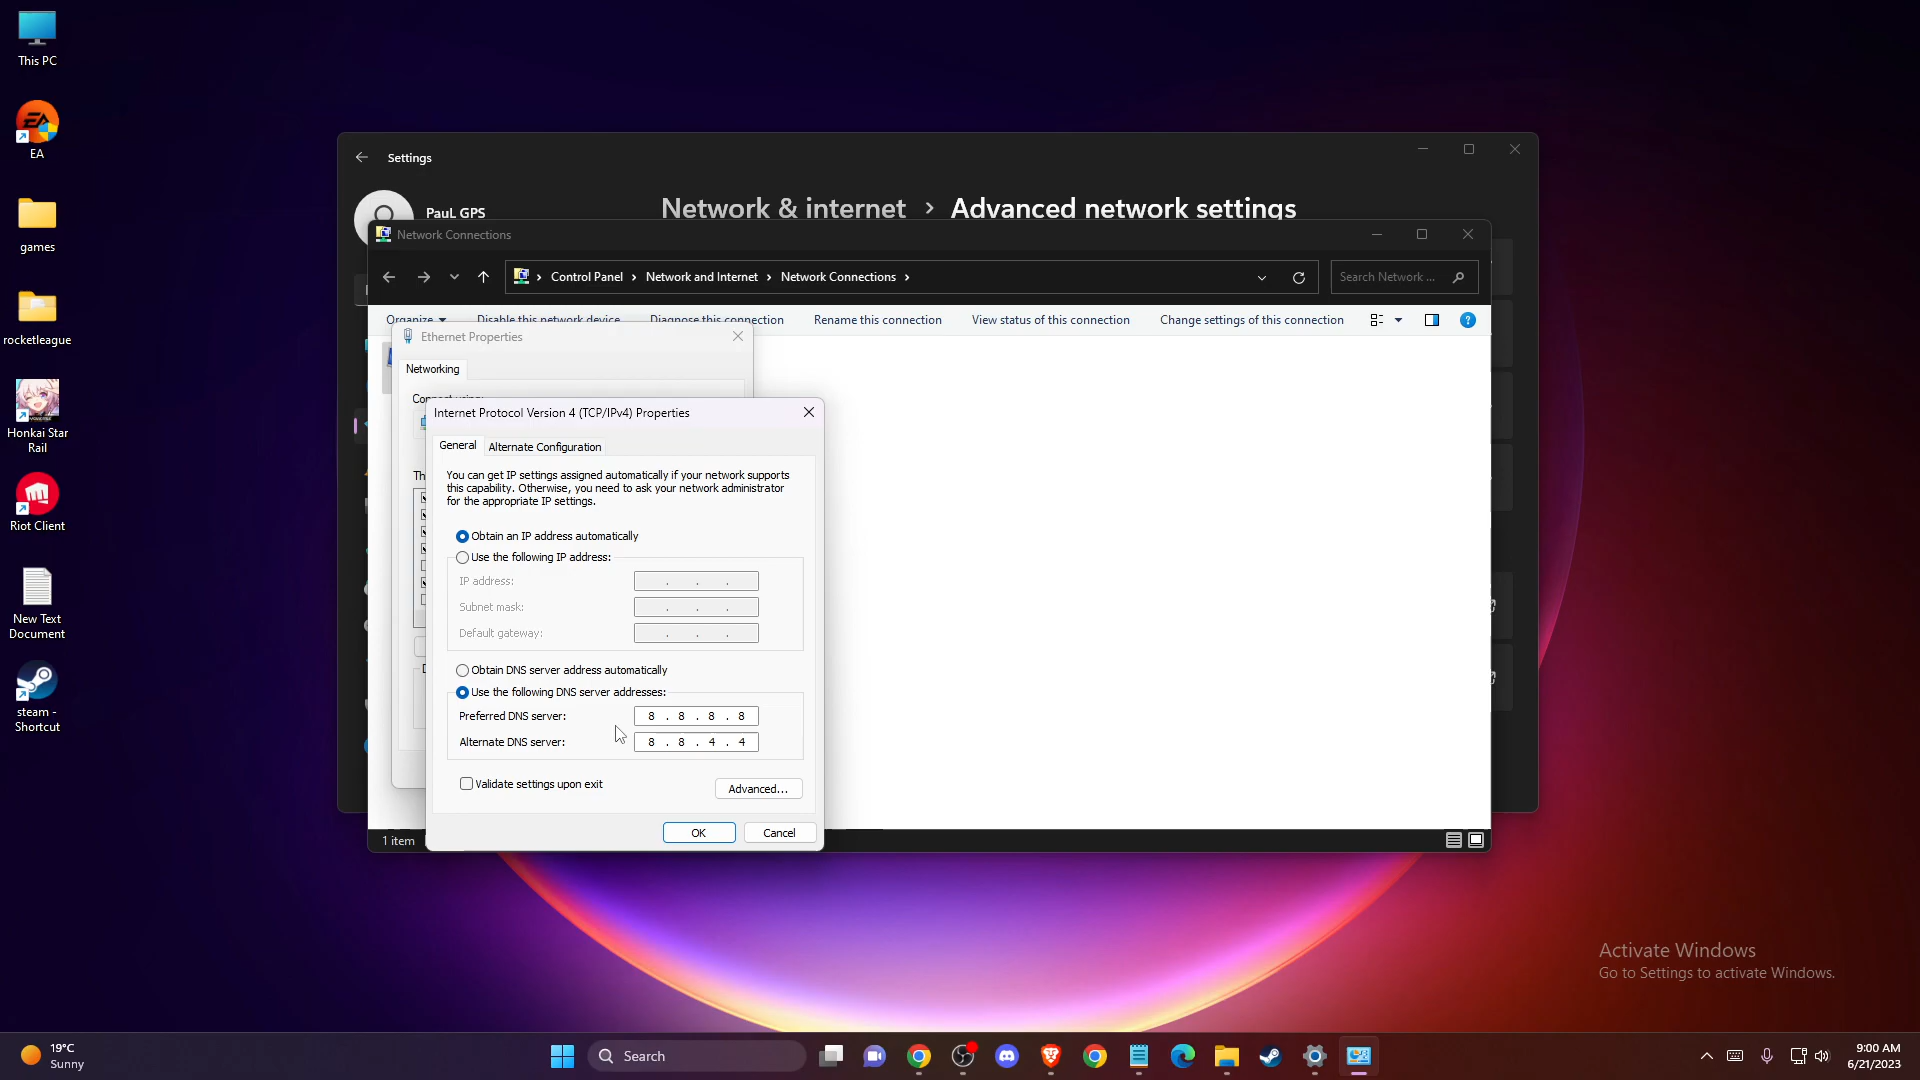 This PC
EA
games
rocketleague
Honkai Star
Rail
Riot Client
New Text
Document
steam -
Shortcut
Settings
PauL GPS
Network & internet › Advanced network settings
Network Connections
Control Panel › Network and Internet › Network Connections ›
Search Network ...
Organize
Disable this network device
Diagnose this connection
Rename this connection
View status of this connection
Change settings of this connection
Ethernet Properties
Networking
Internet Protocol Version 4 (TCP/IPv4) Properties
General
Alternate Configuration
You can get IP settings assigned automatically if your network supports
this capability. Otherwise, you need to ask your network administrator
for the appropriate IP settings.
Obtain an IP address automatically
Use the following IP address:
IP address: . . .
Subnet mask: . . .
Default gateway: . . .
Obtain DNS server address automatically
Use the following DNS server addresses:
Preferred DNS server: 8 . 8 . 8 . 8
Alternate DNS server: 8 . 8 . 4 . 4
Validate settings upon exit
Advanced...
OK
Cancel
1 item
Activate Windows
Go to Settings to activate Windows.
19°C
Sunny
Search
9:00 AM
6/21/2023